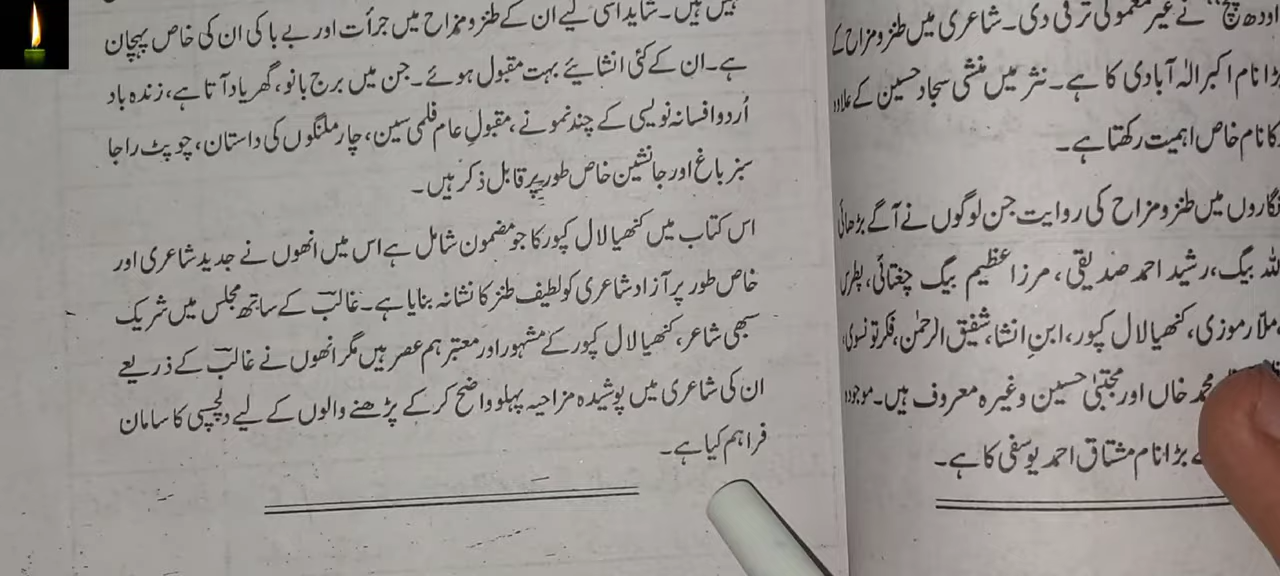 اودھ پنچ" نے غیر معمولی ترقی دی۔ شاعری میں طنز و مزاح کے
بڑا نام اکبر الٰہ آبادی کا ہے۔ نثر میں منشی سجاد حسین کے علاوہ
کا نام خاص اہمیت رکھتا ہے۔
نگاروں میں طنز و مزاح کی روایت جن لوگوں نے آگے بڑھائی
اللہ بیگ، رشید احمد صدیقی، مرزا عظیم بیگ چغتائی، پطرس
ملّا رموزی، کنھیا لال کپور، ابنِ انشا، شفیق الرحمٰن، فکر تونسوی،
محمد خاں اور مجتبیٰ حسین وغیرہ معروف ہیں۔ موجودہ
بڑا نام مشتاق احمد یوسفی کا ہے۔
ہیں ہیں۔ شاید اسی لیے ان کے طنز و مزاح میں جرأت اور بے باکی ان کی خاص پہچان
ہے۔ ان کے کئی انشائیے بہت مقبول ہوئے۔ جن میں برج بانو، گھر یاد آتا ہے، زندہ باد
اُردو افسانہ نویسی کے چند نمونے، مقبولِ عام فلمی سین، چار ملنگوں کی داستان، چوپٹ راجا
سبز باغ اور جانشین خاص طور پر قابل ذکر ہیں۔
اس کتاب میں کنھیا لال کپور کا جو مضمون شامل ہے اس میں انھوں نے جدید شاعری اور
خاص طور پر آزاد شاعری کو لطیف طنز کا نشانہ بنایا ہے۔ غالبؔ کے ساتھ مجلس میں شریک
سبھی شاعر، کنھیا لال کپور کے مشہور اور معتبر ہم عصر ہیں مگر انھوں نے غالبؔ کے ذریعے
ان کی شاعری میں پوشیدہ مزاحیہ پہلو واضح کر کے پڑھنے والوں کے لیے دلچسپی کا سامان
فراہم کیا ہے۔